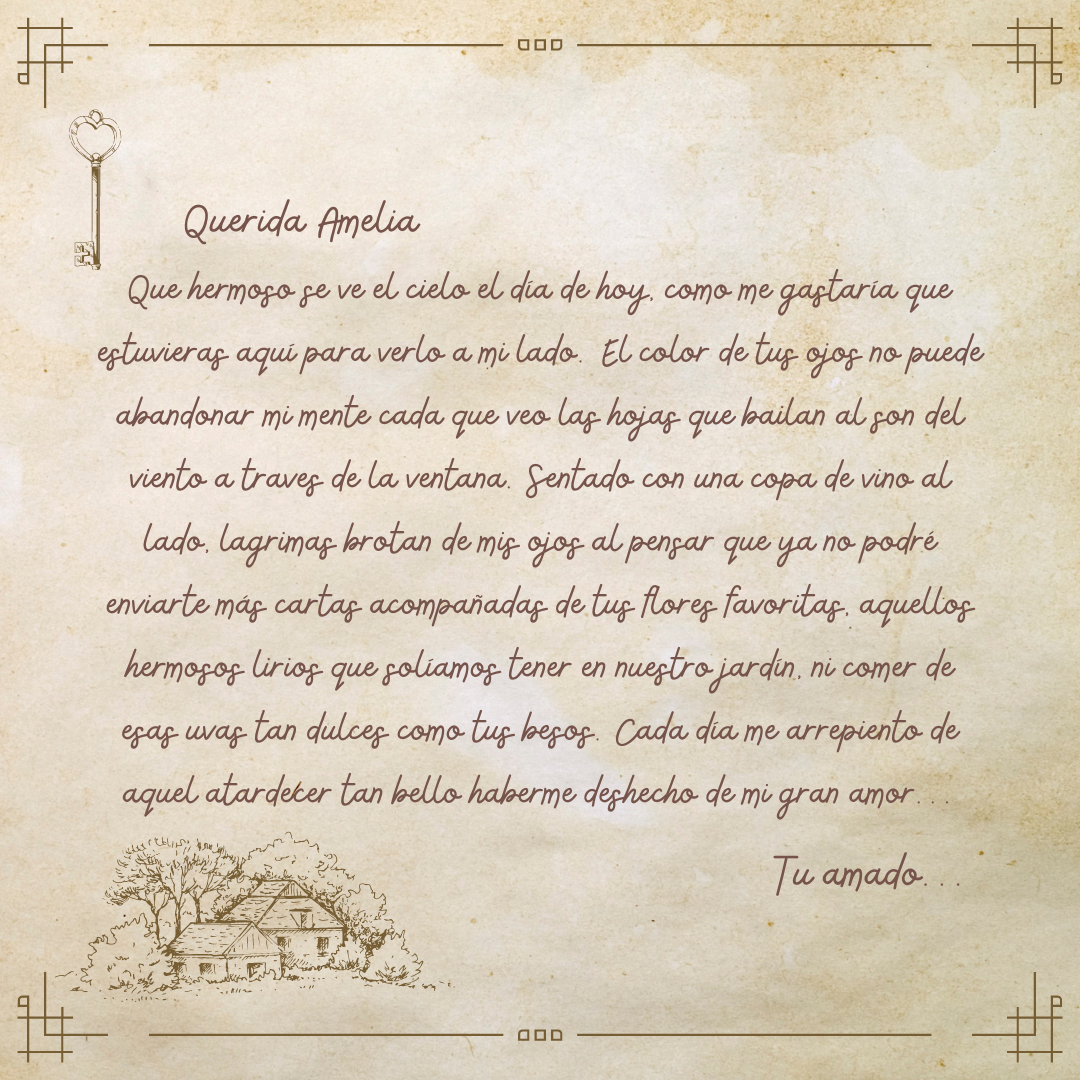 Querida Amelia
Que hermoso se ve el cielo el día de hoy, como me gastaría que
estuvieras aquí para verlo a mi lado. El color de tus ojos no puede
abandonar mi mente cada que veo las hojas que bailan al son del
viento a traves de la ventana. Sentado con una copa de vino al
lado, lagrimas brotan de mis ojos al pensar que ya no podré
enviarte más cartas acompañadas de tus flores favoritas, aquellos
hermosos lirios que solíamos tener en nuestro jardín, ni comer de
esas uvas tan dulces como tus besos. Cada día me arrepiento de
aquel atardecer tan bello haberme deshecho de mi gran amor...
Tu amado...